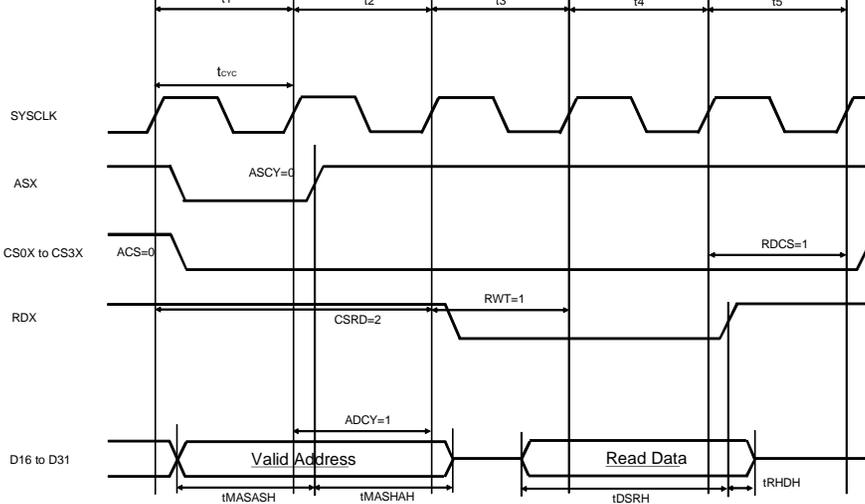 t1 t2 t3 t4 t5
tCYC
SYSCLK
ASX
ASCY=0
CS0X to CS3X
ACS=0
RDCS=1
RDX
RWT=1
CSRD=2
ADCY=1
D16 to D31
Valid Address
Read Data
tMASASH
tMASHAH
tDSRH
tRHDH